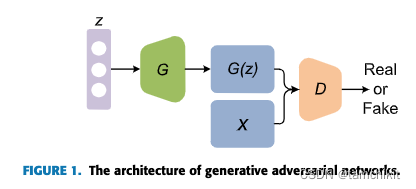 z
G
G(z)
X
D
Real
or
Fake
FIGURE 1. The architecture of generative adversarial networks.